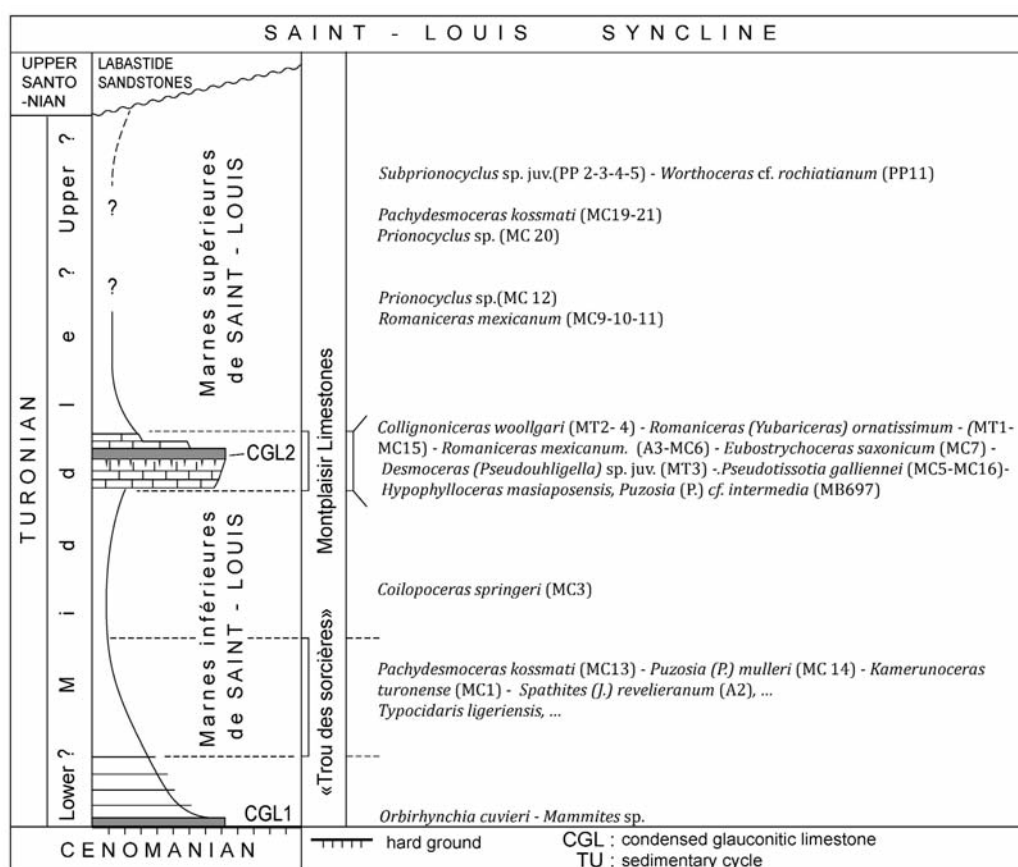 SAINT - LOUIS SYNCLINE
UPPER
SANTO
-NIAN
LABASTIDE
SANDSTONES
TURONIAN
Upper ?
Middle ?
Lower ?
Marnes supérieures
de SAINT - LOUIS
Marnes inférieures
de SAINT - LOUIS
?
?
CGL2
CGL1
Montplaisir Limestones
«Trou des sorcières»
Subprionocyclus sp. juv.(PP 2-3-4-5) - Worthoceras cf. rochiatianum (PP11)
Pachydesmoceras kossmati (MC19-21)
Prionocyclus sp. (MC 20)
Prionocyclus sp.(MC 12)
Romaniceras mexicanum (MC9-10-11)
Collignoniceras woollgari (MT2- 4) - Romaniceras (Yubariceras) ornatissimum - (MT1-
MC15) - Romaniceras mexicanum. (A3-MC6) - Eubostrychoceras saxonicum (MC7) -
Desmoceras (Pseudouhligella) sp. juv. (MT3) -.Pseudotissotia galliennei (MC5-MC16)-
Hypophylloceras masiaposensis, Puzosia (P.) cf. intermedia (MB697)
Coilopoceras springeri (MC3)
Pachydesmoceras kossmati (MC13) - Puzosia (P.) mulleri (MC 14) - Kamerunoceras
turonense (MC1) - Spathites (J.) revelieranum (A2), ...
Typocidaris ligeriensis, ...
Orbirhynchia cuvieri - Mammites sp.
CENOMANIAN
hard ground
CGL : condensed glauconitic limestone
TU : sedimentary cycle